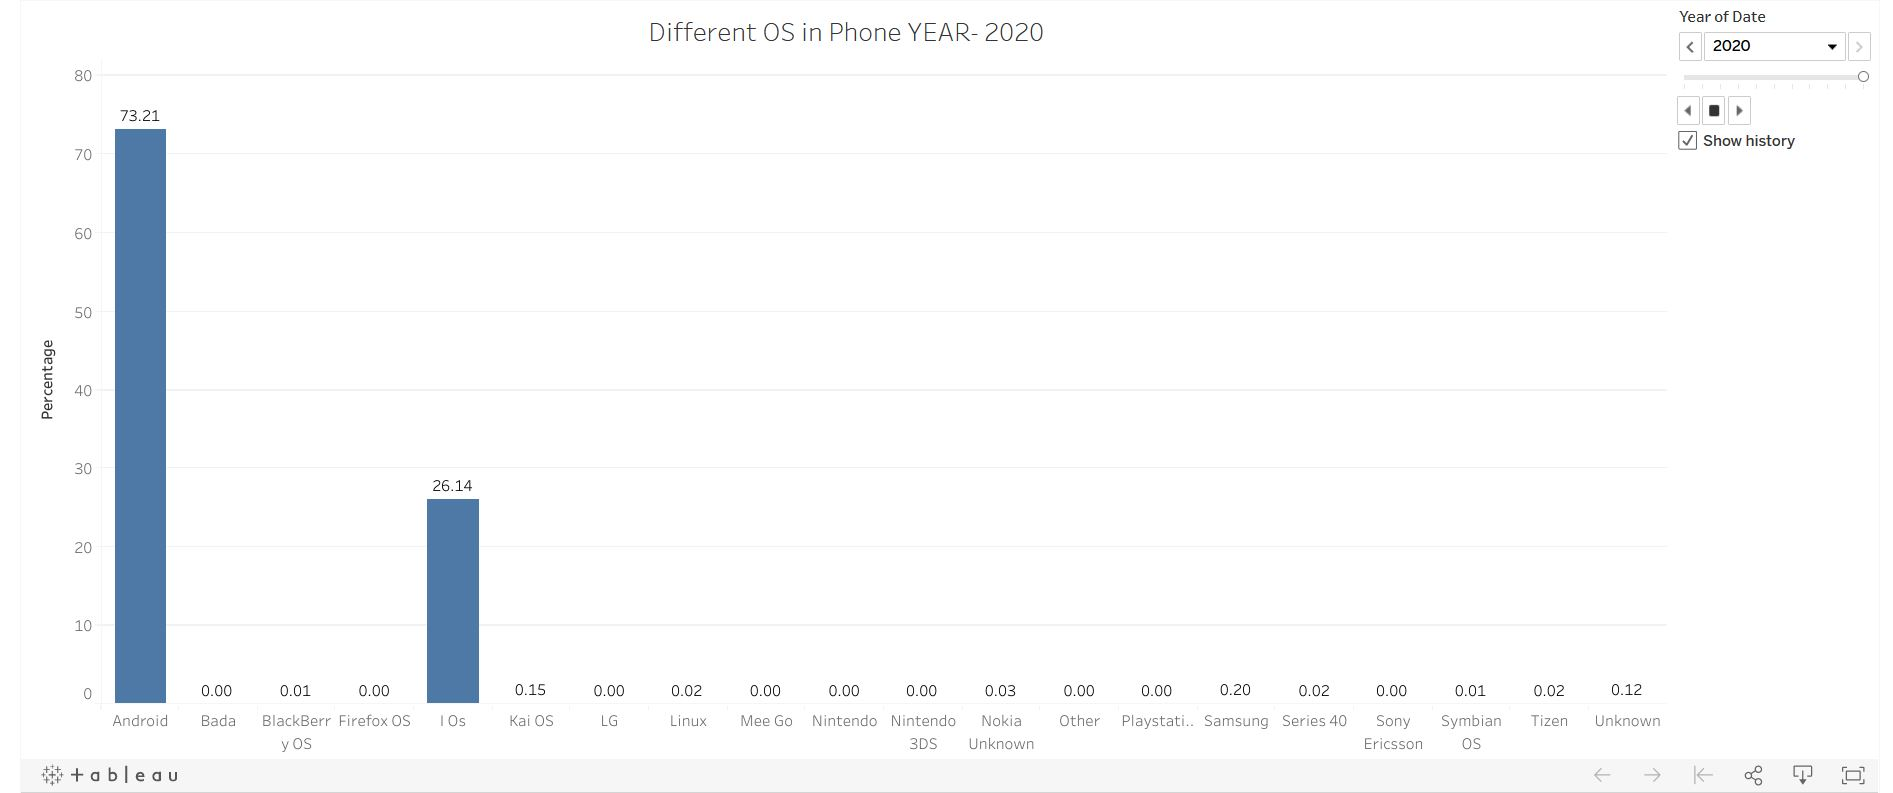 Different OS in Phone YEAR- 2020
Year of Date
2020
Show history
Percentage
80
70
60
50
40
30
20
10
0
73.21
0.00
0.01
0.00
26.14
0.15
0.00
0.02
0.00
0.00
0.00
0.03
0.00
0.00
0.20
0.02
0.00
0.01
0.02
0.12
Android
Bada
BlackBerr
y OS
Firefox OS
I Os
Kai OS
LG
Linux
Mee Go
Nintendo
Nintendo
3DS
Nokia
Unknown
Other
Playstati..
Samsung
Series 40
Sony
Ericsson
Symbian
OS
Tizen
Unknown
+ a b l e a u